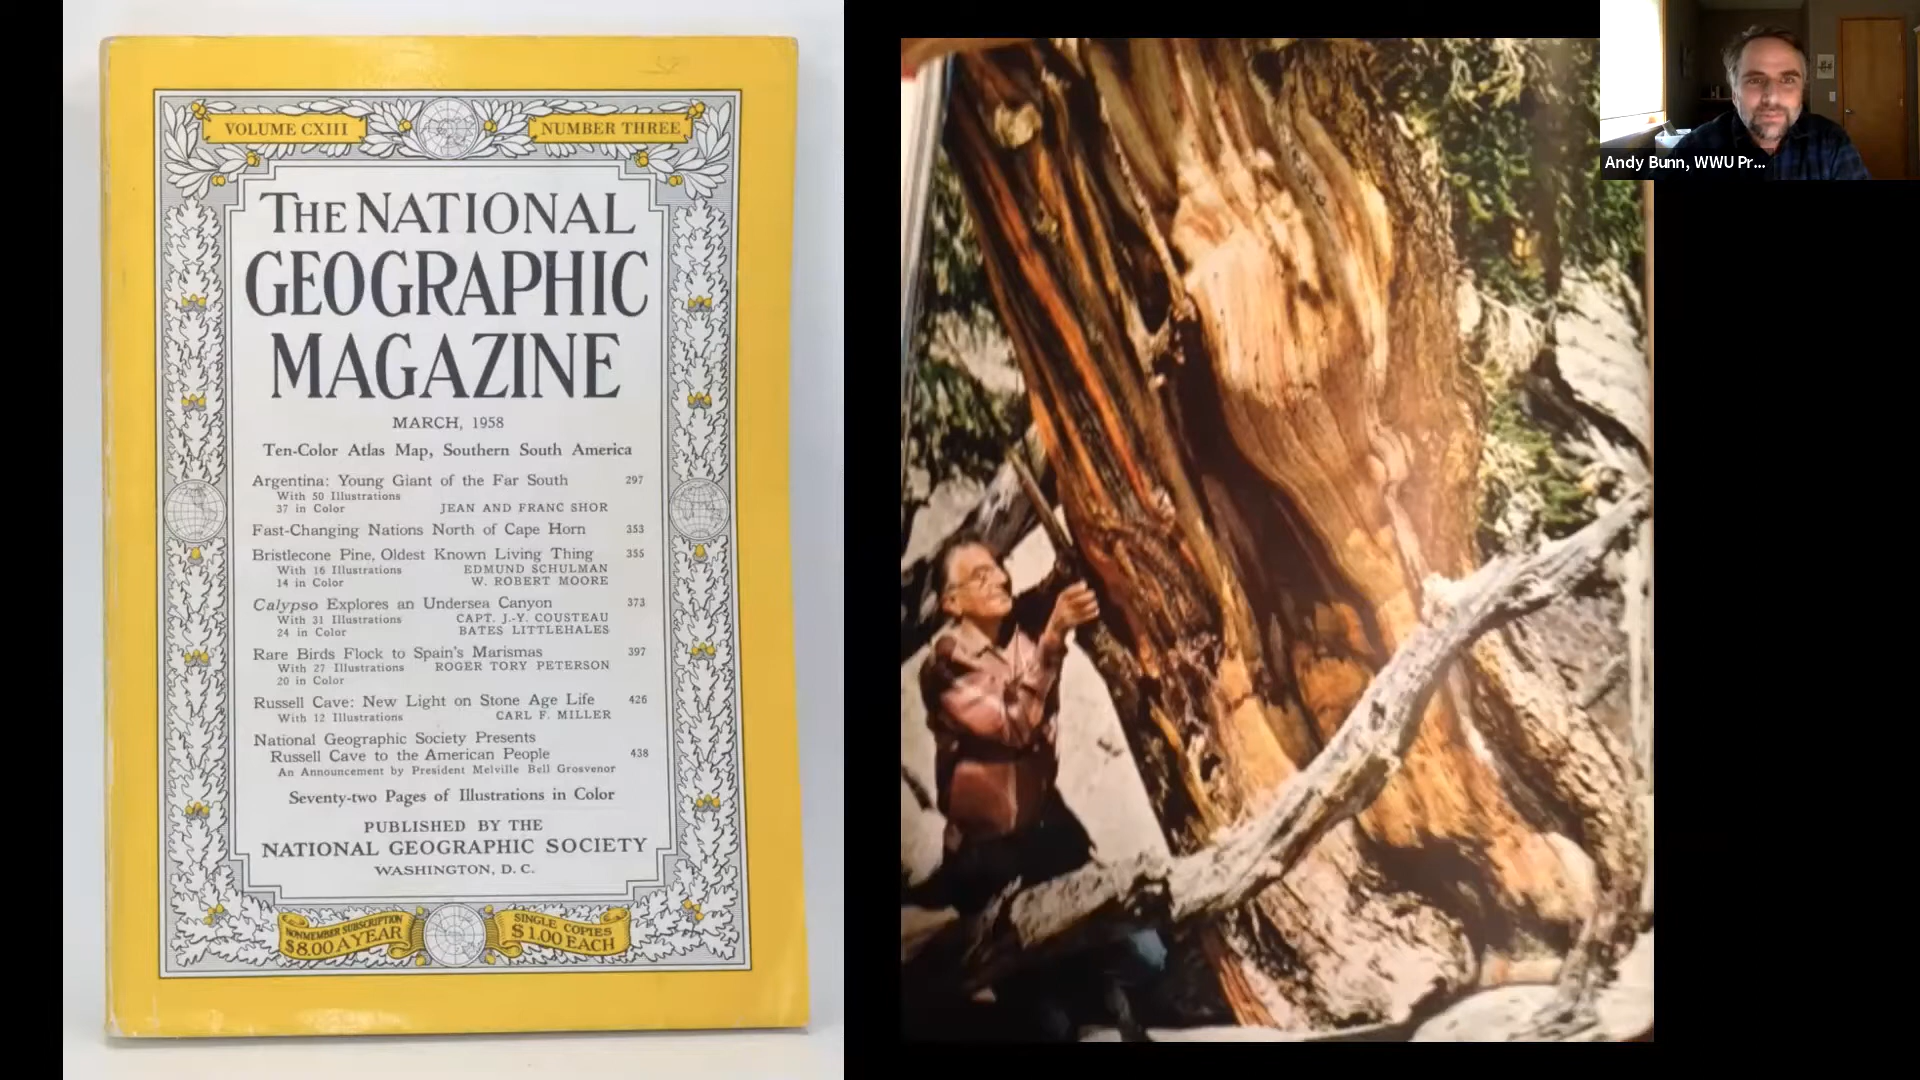 VOLUME CXIII
NUMBER THREE
THE NATIONAL
GEOGRAPHIC
MAGAZINE
MARCH, 1958
Ten-Color Atlas Map, Southern South America
Argentina: Young Giant of the Far South 297
With 50 Illustrations
37 in Color JEAN AND FRANC SHOR
Fast-Changing Nations North of Cape Horn 353
Bristlecone Pine, Oldest Known Living Thing 355
With 16 Illustrations EDMUND SCHULMAN
14 in Color W. ROBERT MOORE
Calypso Explores an Undersea Canyon 373
With 31 Illustrations CAPT. J.-Y. COUSTEAU
24 in Color BATES LITTLEHALES
Rare Birds Flock to Spain's Marismas 397
With 27 Illustrations ROGER TORY PETERSON
20 in Color
Russell Cave: New Light on Stone Age Life 426
With 12 Illustrations CARL F. MILLER
National Geographic Society Presents
Russell Cave to the American People 438
An Announcement by President Melville Bell Grosvenor
Seventy-two Pages of Illustrations in Color
PUBLISHED BY THE
NATIONAL GEOGRAPHIC SOCIETY
WASHINGTON, D. C.
NONMEMBER SUBSCRIPTION
$8.00 A YEAR
SINGLE COPIES
$1.00 EACH
Andy Bunn, WWU Pr...